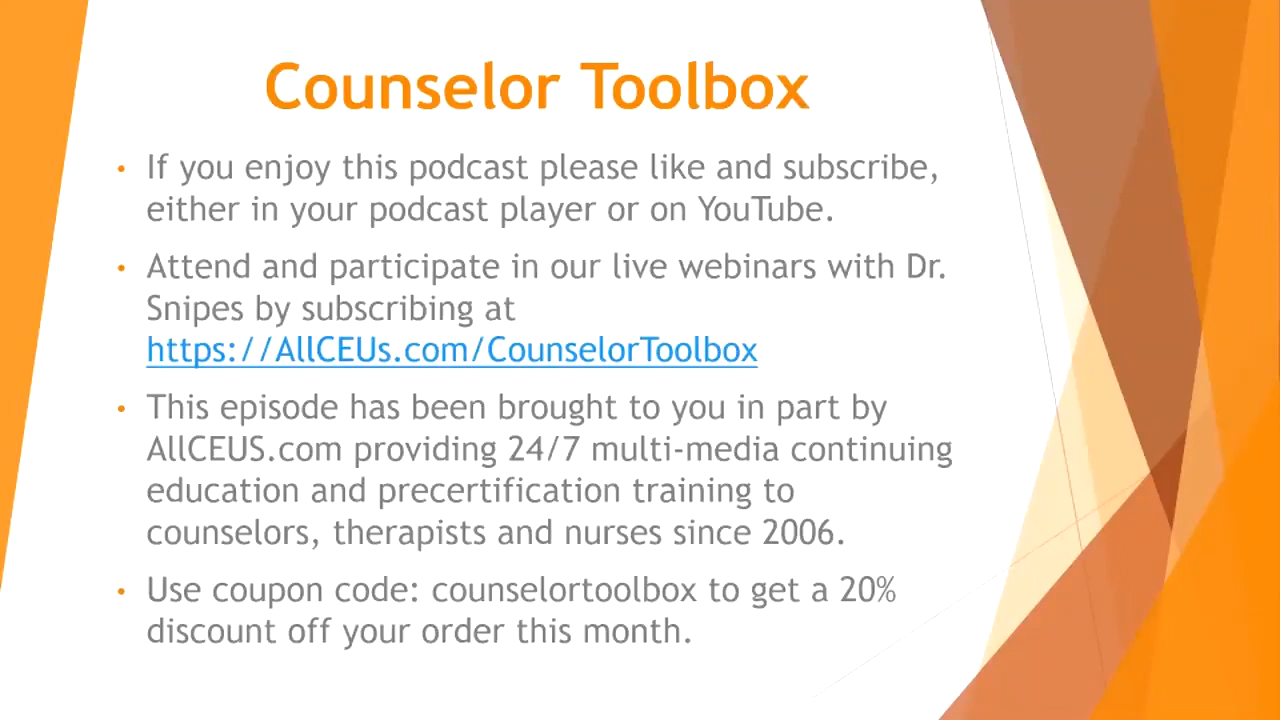 Counselor Toolbox
• If you enjoy this podcast please like and subscribe,
either in your podcast player or on YouTube.
• Attend and participate in our live webinars with Dr.
Snipes by subscribing at
https://AllCEUs.com/CounselorToolbox
• This episode has been brought to you in part by
AllCEUS.com providing 24/7 multi-media continuing
education and precertification training to
counselors, therapists and nurses since 2006.
• Use coupon code: counselortoolbox to get a 20%
discount off your order this month.